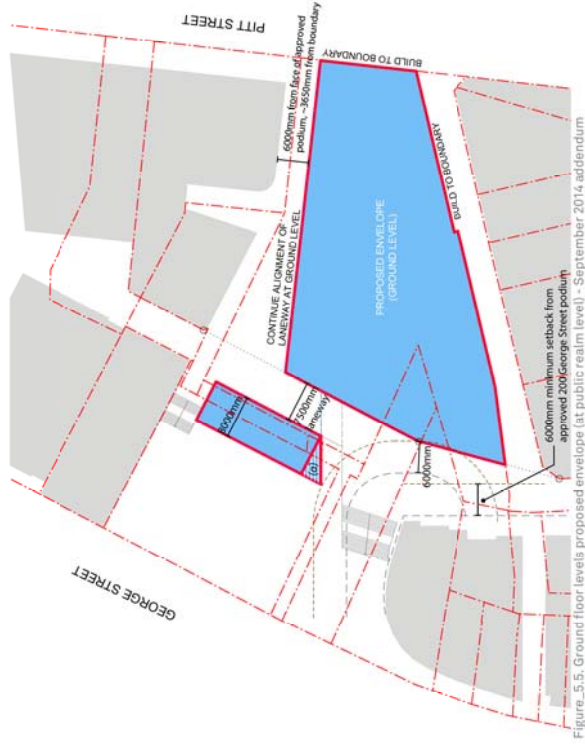 PITT STREET
6000mm from face of approved
podium, ~3650mm from boundary
BUILD TO BOUNDARY
CONTINUE ALIGNMENT OF
LANEWAY AT GROUND LEVEL
BUILD TO BOUNDARY
PROPOSED ENVELOPE
(GROUND LEVEL)
8000mm
7500mm
laneway
(a)
6000mm
GEORGE STREET
6000mm minimum setback from
approved 200 George Street podium
Figure_5.5. Ground floor levels proposed envelope (at public realm level) - September 2014 addendum